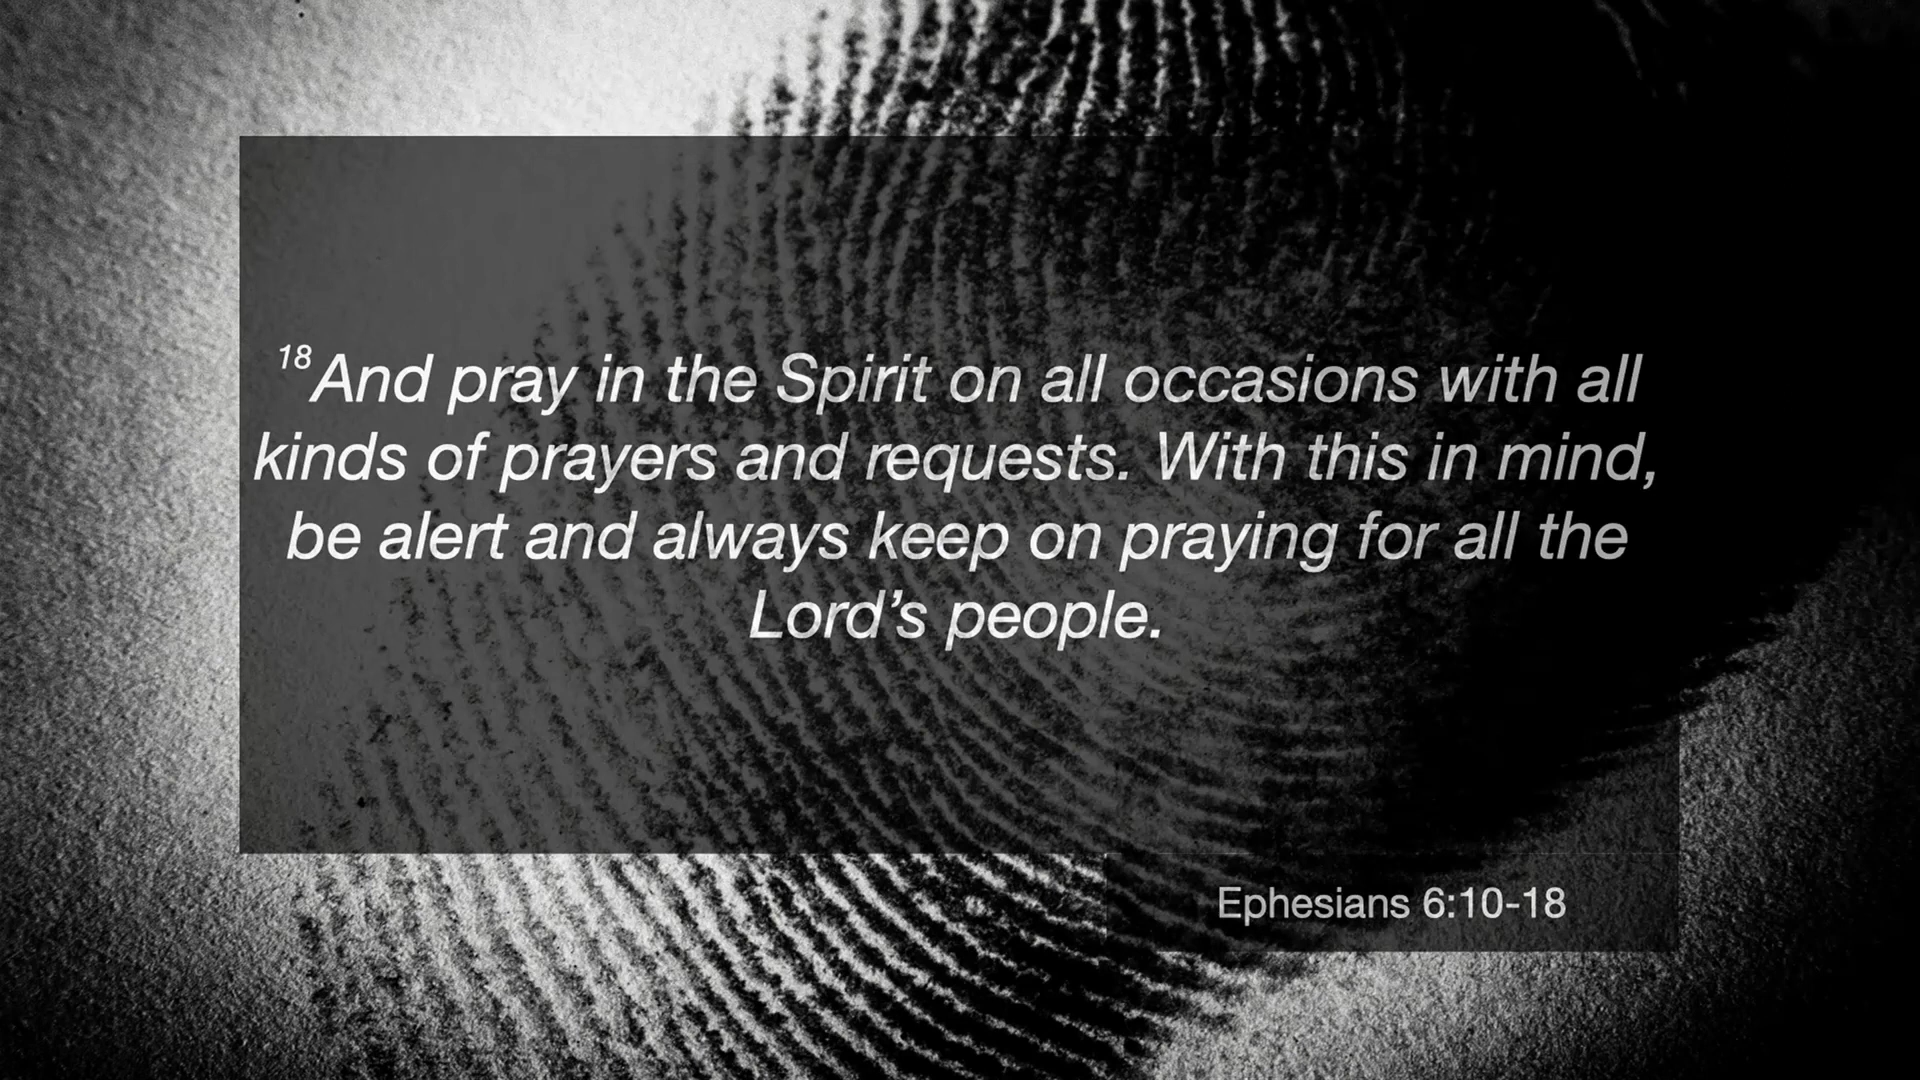 18And pray in the Spirit on all occasions with all
kinds of prayers and requests. With this in mind,
be alert and always keep on praying for all the
Lord’s people.
Ephesians 6:10-18